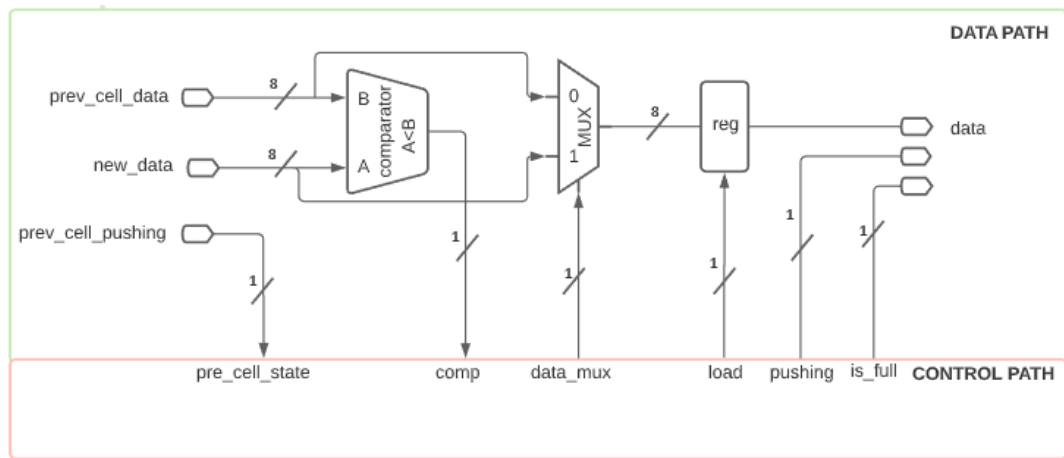 DATA PATH
prev_cell_data
8
B
comparator
A<B
A
0
MUX
1
8
reg
data
new_data
8
prev_cell_pushing
1
1
1
1
1
1
pre_cell_state
comp
data_mux
load
pushing
is_full
CONTROL PATH